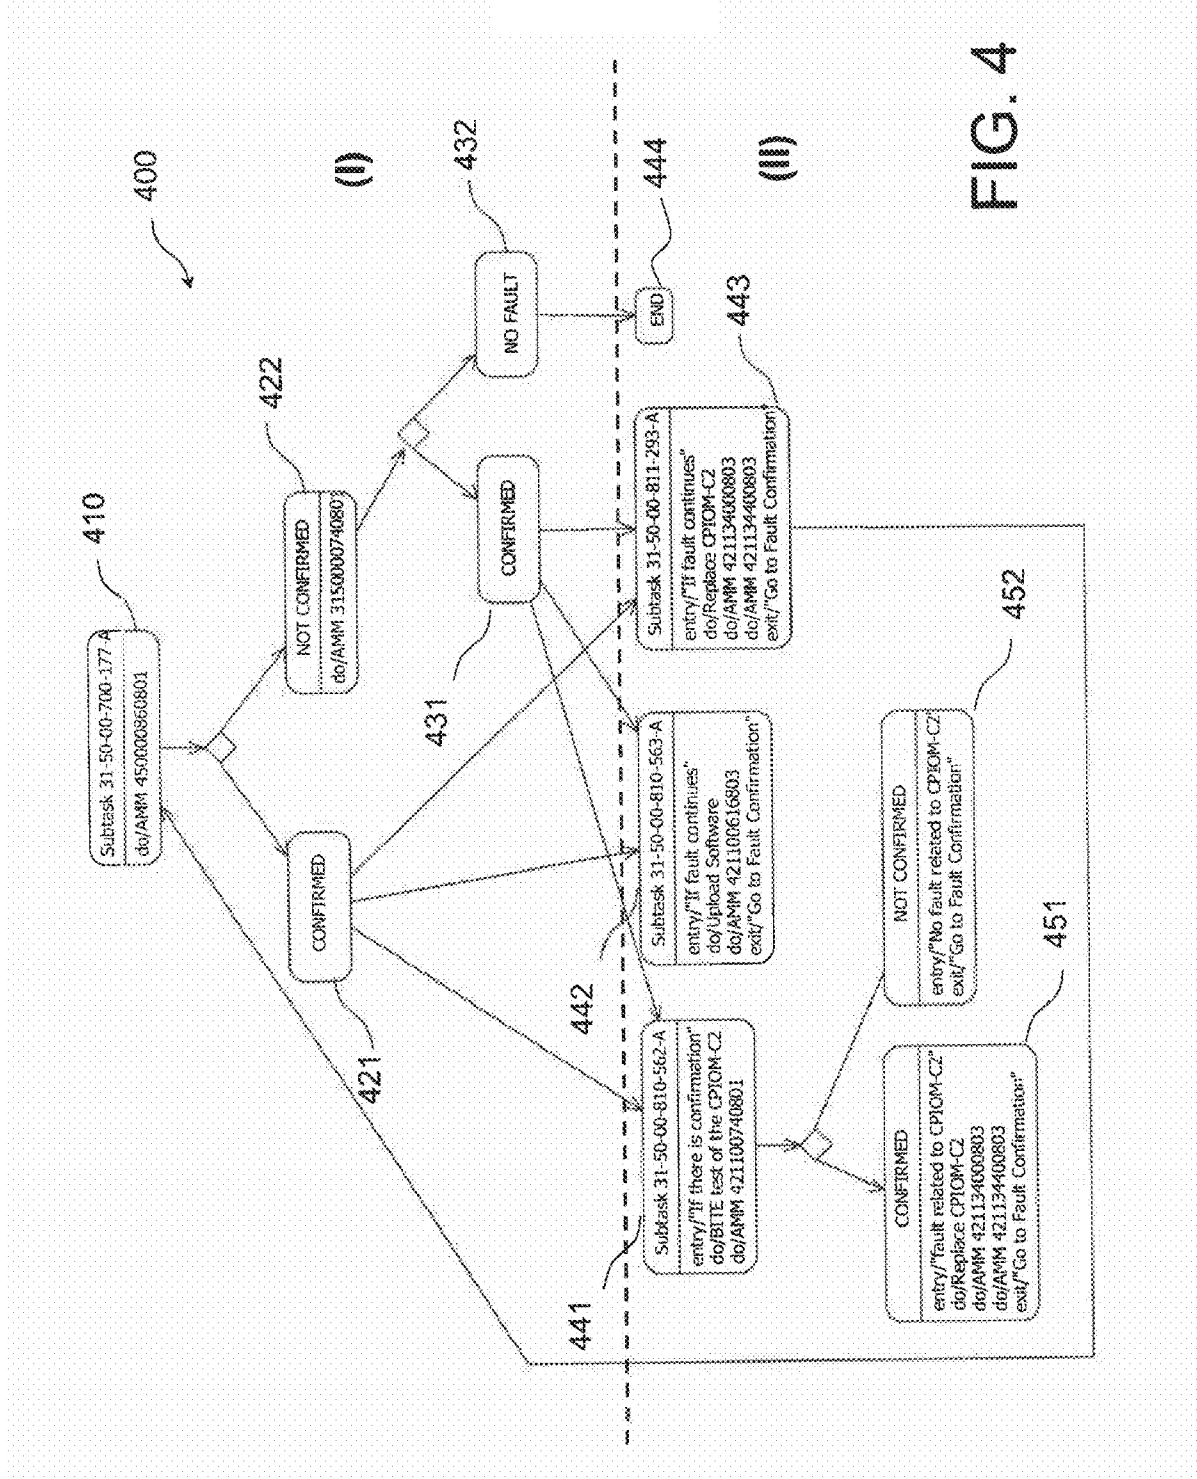 400
410
Subtask 31-50-00-700-177-A
do/AMM 450000860801
421
CONFIRMED
422
NOT CONFIRMED
do/AMM 315000740801
(I)
431
CONFIRMED
432
NO FAULT
441
Subtask 31-50-00-810-562-A
entry/"If there is confirmation"
do/BITE test of the CPIOM-C2
do/AMM 421100740801
442
Subtask 31-50-00-810-563-A
entry/"If fault continues"
do/Upload Software
do/AMM 421100616803
exit/"Go to Fault Confirmation"
443
Subtask 31-50-00-811-293-A
entry/"If fault continues"
do/Replace CPIOM-C2
do/AMM 421134000803
do/AMM 421134400803
exit/"Go to Fault Confirmation
444
END
(II)
451
CONFIRMED
entry/"fault related to CPIOM-C2"
do/Replace CPIOM-C2
do/AMM 421134000803
do/AMM 421134400803
exit/"Go to Fault Confirmation"
452
NOT CONFIRMED
entry/"No fault related to CPIOM-C2"
exit/"Go to Fault Confirmation"
FIG. 4